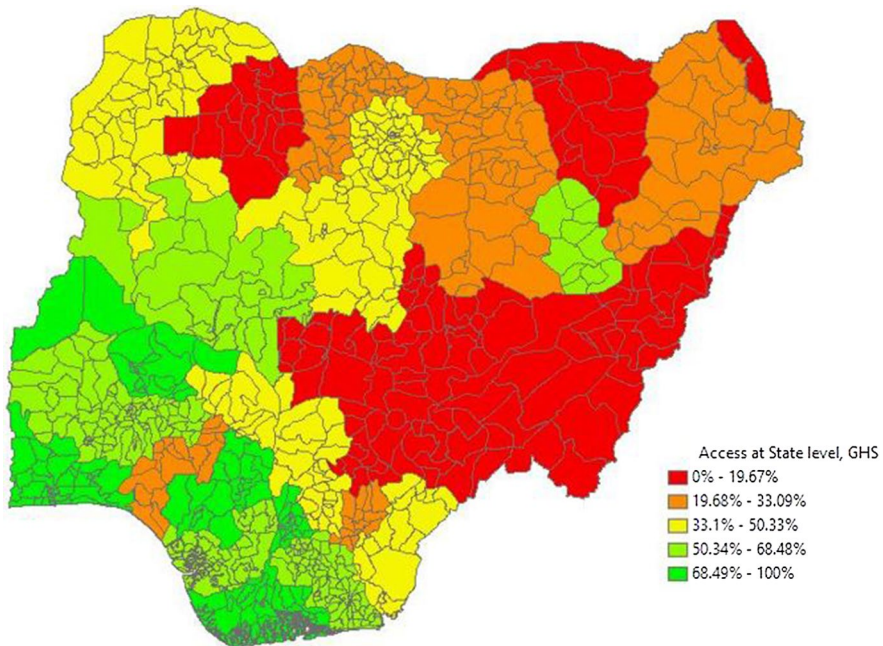 Access at State level, GHS
0% - 19.67%
19.68% - 33.09%
33.1% - 50.33%
50.34% - 68.48%
68.49% - 100%